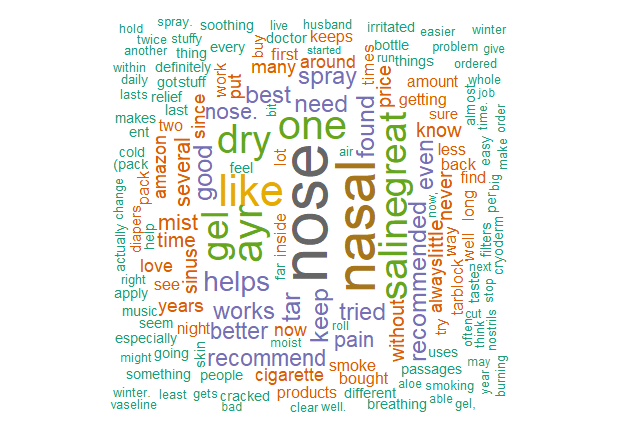 hold spray. soothing live husband irritated easier winter
twice stuffy doctor keeps bottle problem give
another thing every buy first started around times run things ordered
within definitely work put many spray price amount whole
daily got stuff since best need found getting job
lasts relief last nose. bit sure almost
makes two dry one great know time. order
ent several good air less easy make
cold amazon feel lot even back big
(pack pack like nose nasal saline never find per
actually change diapers gel ayr inside now, way long
help mist recommended always little well filters cryoderm
time sinus far tarblock taste next
love helps tar stop
right see
apply years works keep tried without try often cut
music night better now roll pain think nostrils
seem skin moist uses
especially going recommend smoke passages may
might people cigarette bought aloe smoking year burning
something products different able
winter. least gets cracked breathing gel,
vaseline bad clear well.